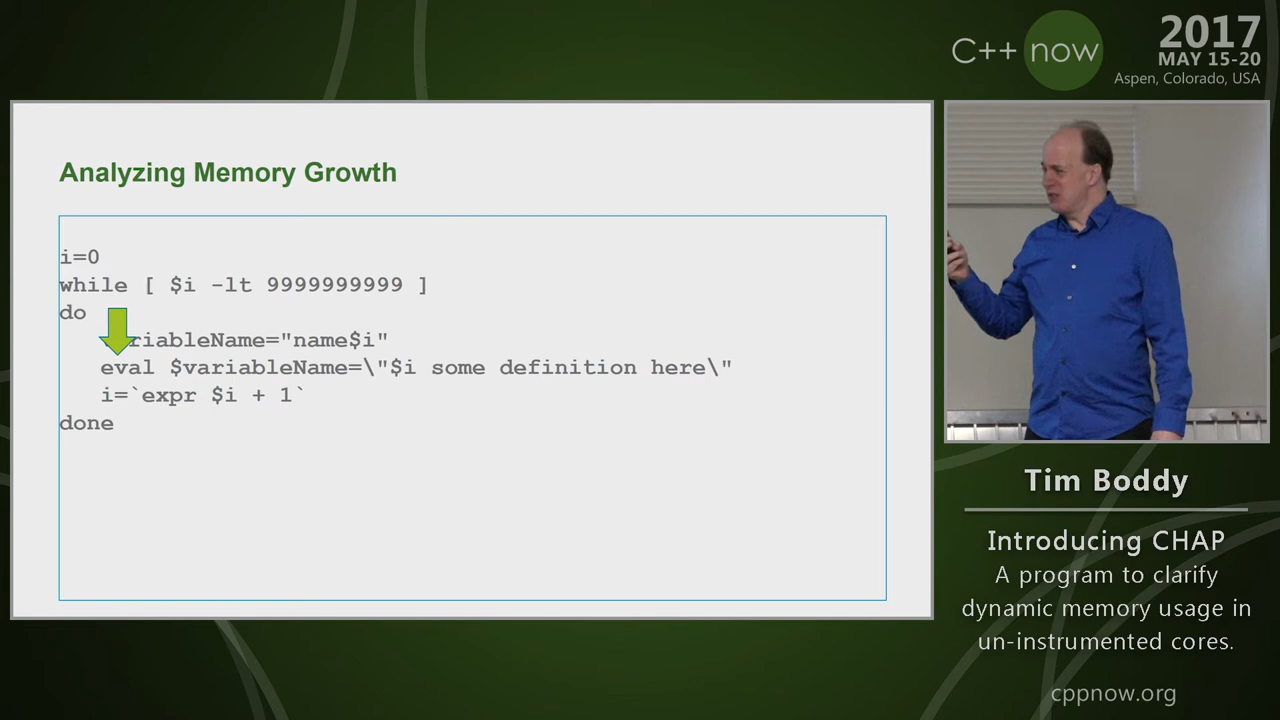 C++ now
2017
MAY 15-20
Aspen, Colorado, USA
Analyzing Memory Growth
i=0
while [ $i -lt 9999999999 ]
do
riableName="name$i"
eval $variableName=\"$i some definition here\"
i=`expr $i + 1`
done
Tim Boddy
Introducing CHAP
A program to clarify
dynamic memory usage in
un-instrumented cores.
cppnow.org